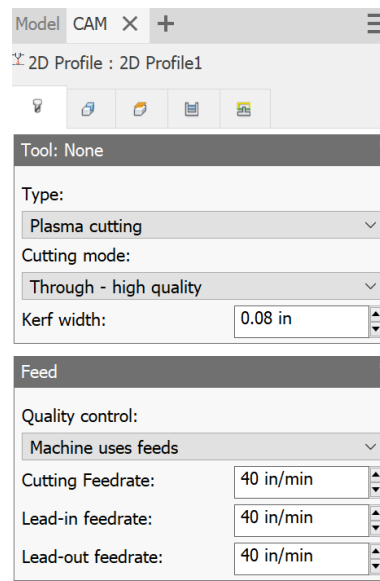 Model CAM
2D Profile : 2D Profile1
Tool: None
Type:
Plasma cutting
Cutting mode:
Through - high quality
Kerf width: 0.08 in
Feed
Quality control:
Machine uses feeds
Cutting Feedrate: 40 in/min
Lead-in feedrate: 40 in/min
Lead-out feedrate: 40 in/min